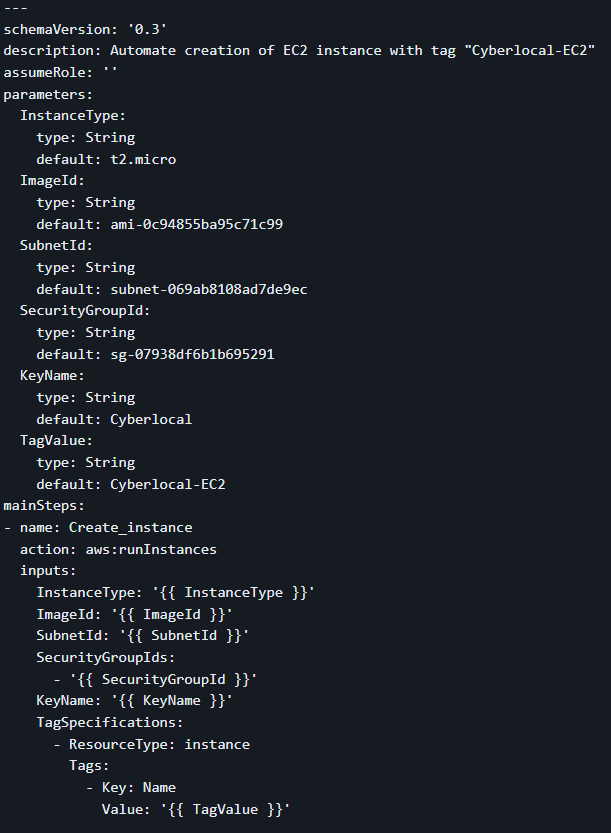 ---
schemaVersion: '0.3'
description: Automate creation of EC2 instance with tag "Cyberlocal-EC2"
assumeRole: ''
parameters:
  InstanceType:
    type: String
    default: t2.micro
  ImageId:
    type: String
    default: ami-0c94855ba95c71c99
  SubnetId:
    type: String
    default: subnet-069ab8108ad7de9ec
  SecurityGroupId:
    type: String
    default: sg-07938df6b1b695291
  KeyName:
    type: String
    default: Cyberlocal
  TagValue:
    type: String
    default: Cyberlocal-EC2
mainSteps:
- name: Create_instance
  action: aws:runInstances
  inputs:
    InstanceType: '{{ InstanceType }}'
    ImageId: '{{ ImageId }}'
    SubnetId: '{{ SubnetId }}'
    SecurityGroupIds:
      - '{{ SecurityGroupId }}'
    KeyName: '{{ KeyName }}'
    TagSpecifications:
      - ResourceType: instance
        Tags:
          - Key: Name
            Value: '{{ TagValue }}'